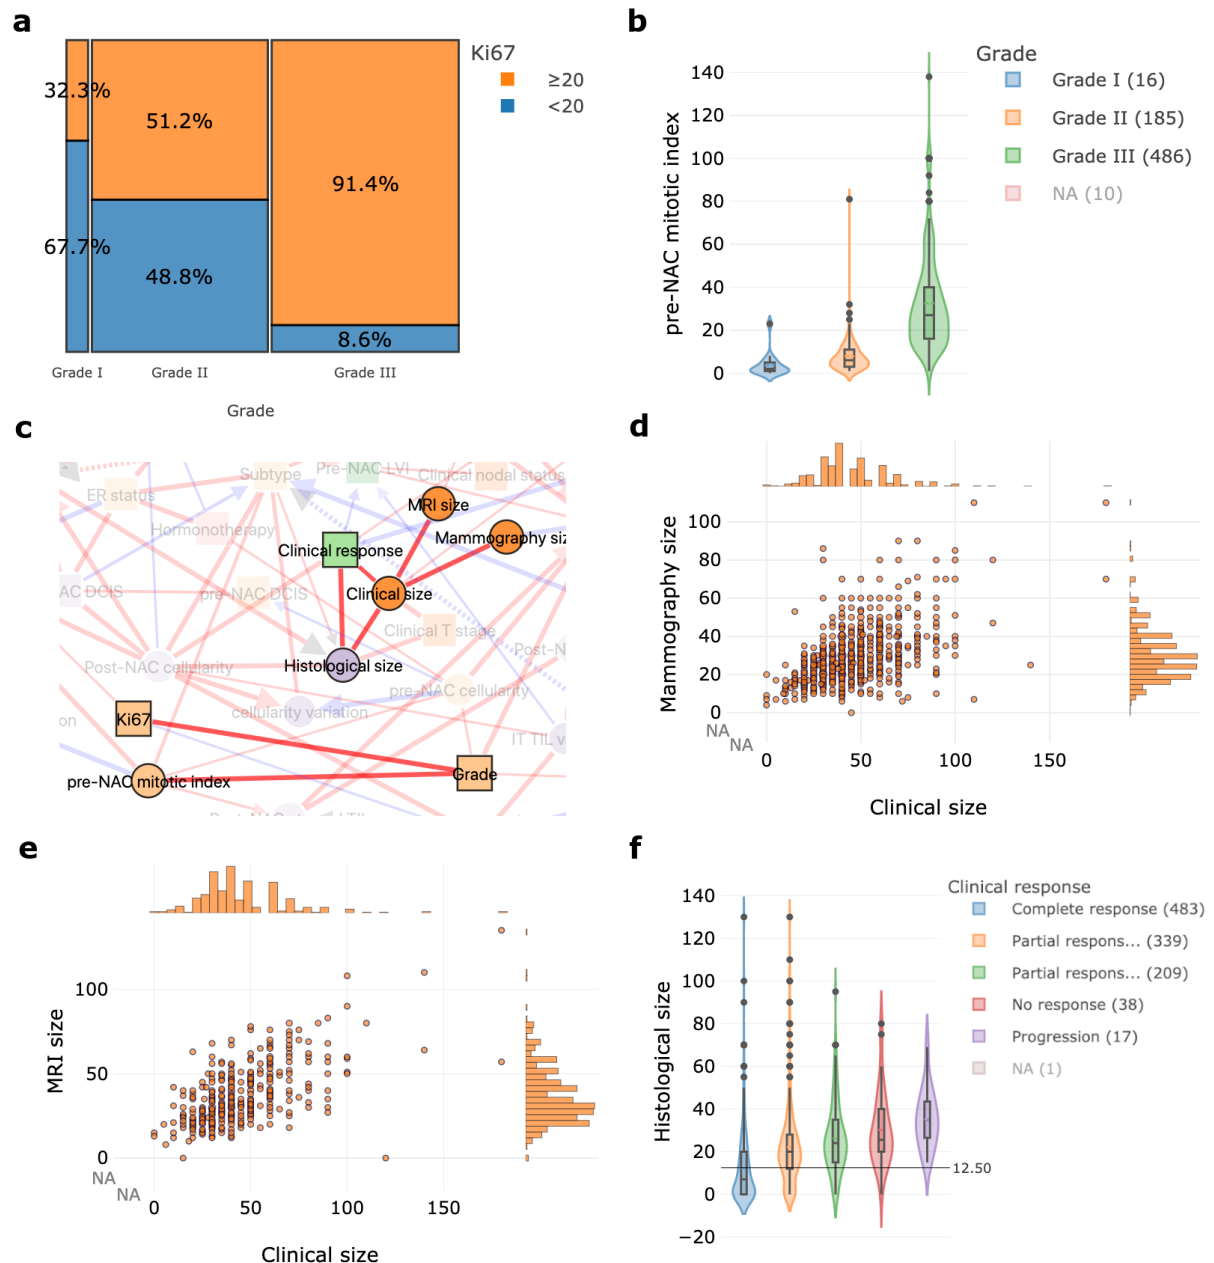 a
Ki67
≥20
<20
32.3%
67.7%
51.2%
48.8%
91.4%
8.6%
Grade I
Grade II
Grade III
Grade
b
Grade
Grade I (16)
Grade II (185)
Grade III (486)
NA (10)
pre-NAC mitotic index
140
120
100
80
60
40
20
0
c
Subtype
Pre-NAC LVI
Clinical nodal status
ER status
MRI size
Hormonotherapy
Clinical response
Mammography siz
AC DCIS
pre-NAC DCIS
Clinical size
Clinical T stage
Post-N
Post-NAC cellularity
Histological size
pre-NAC cellularity
Ki67
on
cellularity variation
IT TIL v
pre-NAC mitotic index
Grade
d
Mammography size
100
80
60
40
20
0
NA
NA
0
50
100
150
Clinical size
e
MRI size
100
50
0
NA
NA
0
50
100
150
Clinical size
f
Clinical response
Complete response (483)
Partial respons... (339)
Partial respons... (209)
No response (38)
Progression (17)
NA (1)
Histological size
140
120
100
80
60
40
20
0
−20
12.50